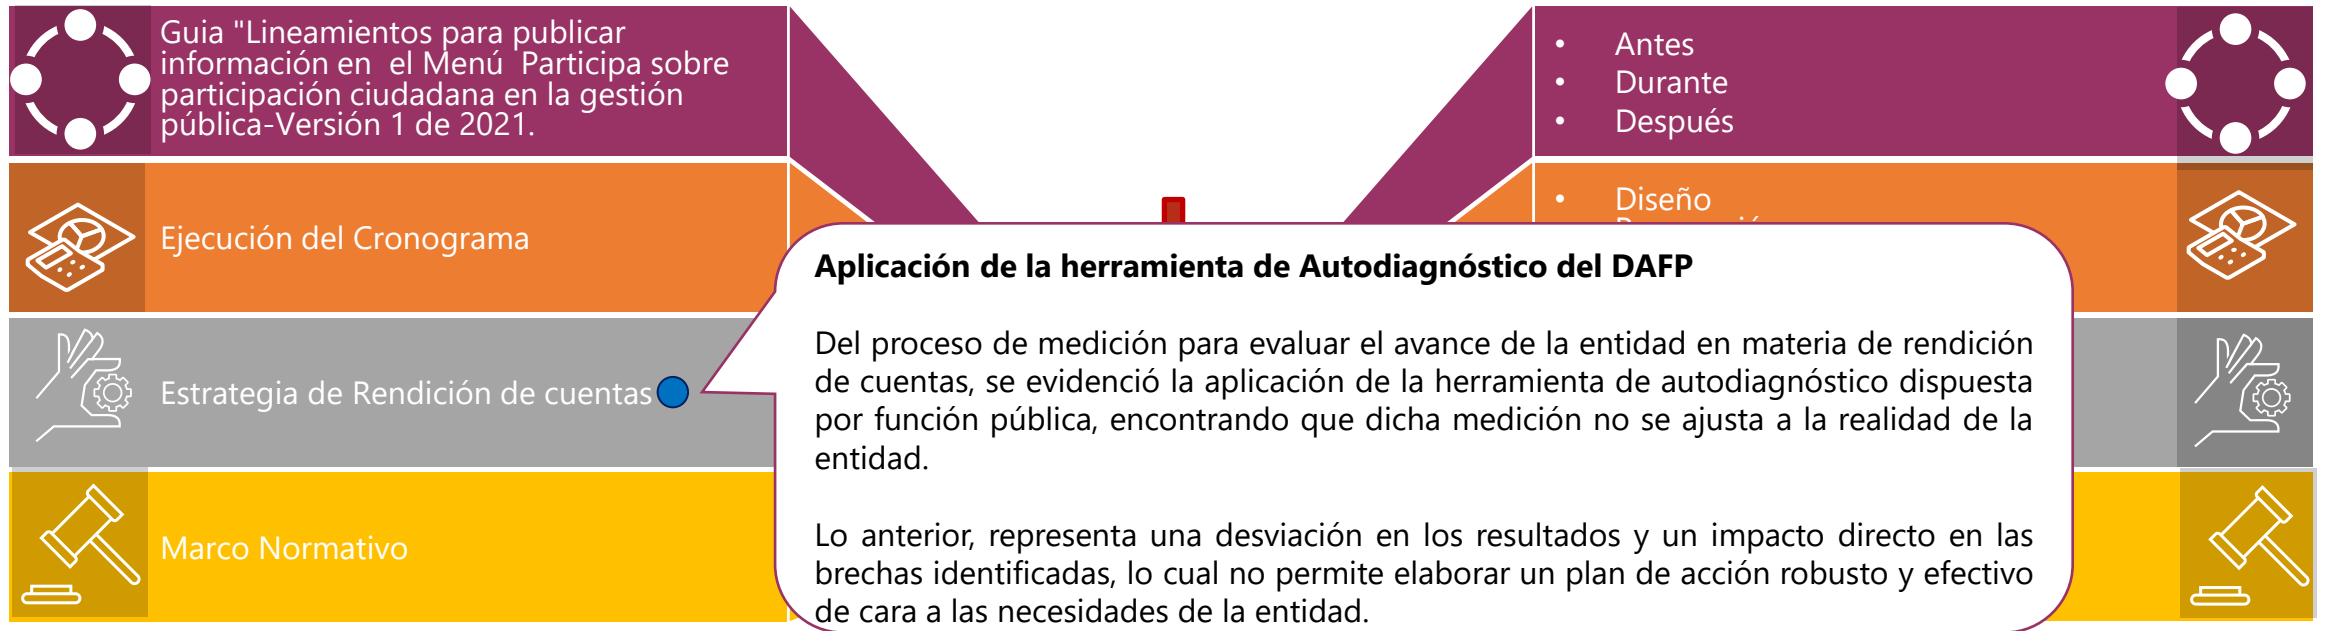 Guia "Lineamientos para publicar
información en el Menú Participa sobre
participación ciudadana en la gestión
pública-Versión 1 de 2021.
• Antes
• Durante
• Después
Ejecución del Cronograma
• Diseño
Estrategia de Rendición de cuentas
Marco Normativo
Aplicación de la herramienta de Autodiagnóstico del DAFP
Del proceso de medición para evaluar el avance de la entidad en materia de rendición
de cuentas, se evidenció la aplicación de la herramienta de autodiagnóstico dispuesta
por función pública, encontrando que dicha medición no se ajusta a la realidad de la
entidad.
Lo anterior, representa una desviación en los resultados y un impacto directo en las
brechas identificadas, lo cual no permite elaborar un plan de acción robusto y efectivo
de cara a las necesidades de la entidad.